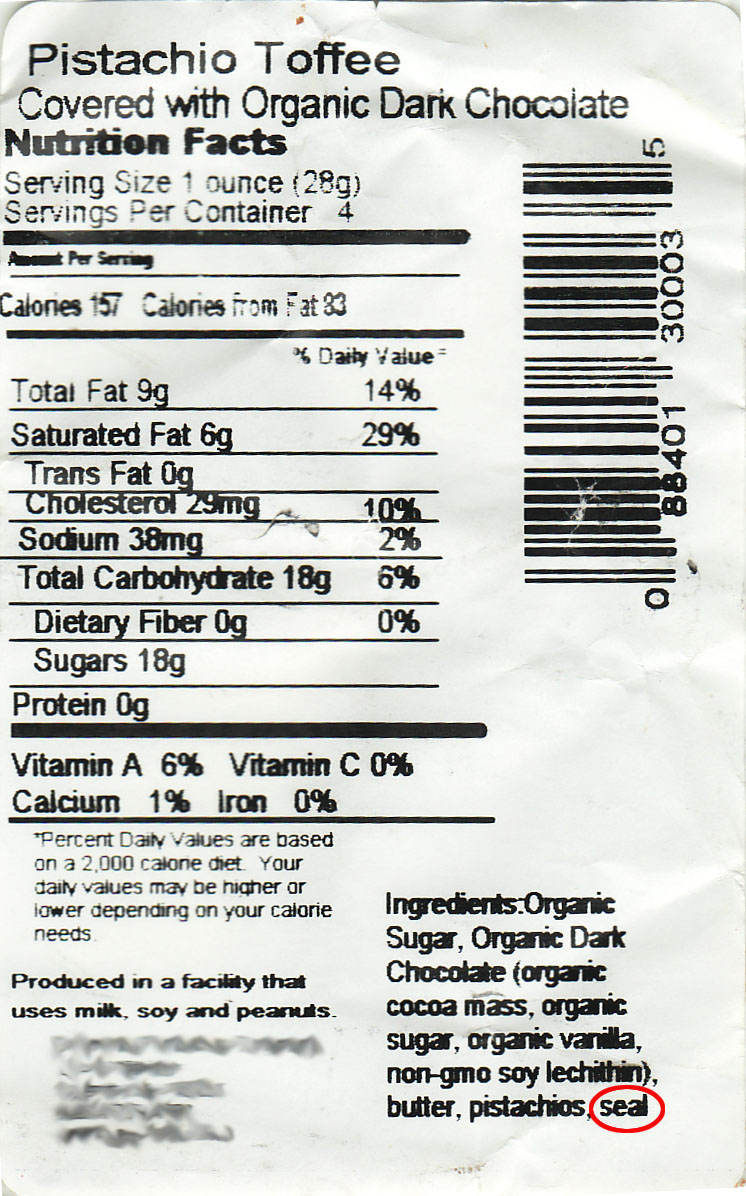 Pistachio Toffee
Covered with Organic Dark Chocolate
Nutrition Facts
Serving Size 1 ounce (28g)
Servings Per Container 4
Amount Per Serving
Calories 157 Calories from Fat 83
% Daily Value*
Total Fat 9g 14%
Saturated Fat 6g 29%
Trans Fat 0g
Cholesterol 29mg 10%
Sodium 38mg 2%
Total Carbohydrate 18g 6%
Dietary Fiber 0g 0%
Sugars 18g
Protein 0g
Vitamin A 6% Vitamin C 0%
Calcium 1% Iron 0%
*Percent Daily Values are based
on a 2,000 calorie diet. Your
daily values may be higher or
lower depending on your calorie
needs.
Produced in a facility that
uses milk, soy and peanuts.
0 88401 30003 5
Ingredients:Organic
Sugar, Organic Dark
Chocolate (organic
cocoa mass, organic
sugar, organic vanilla,
non-gmo soy lechithin),
butter, pistachios, seal